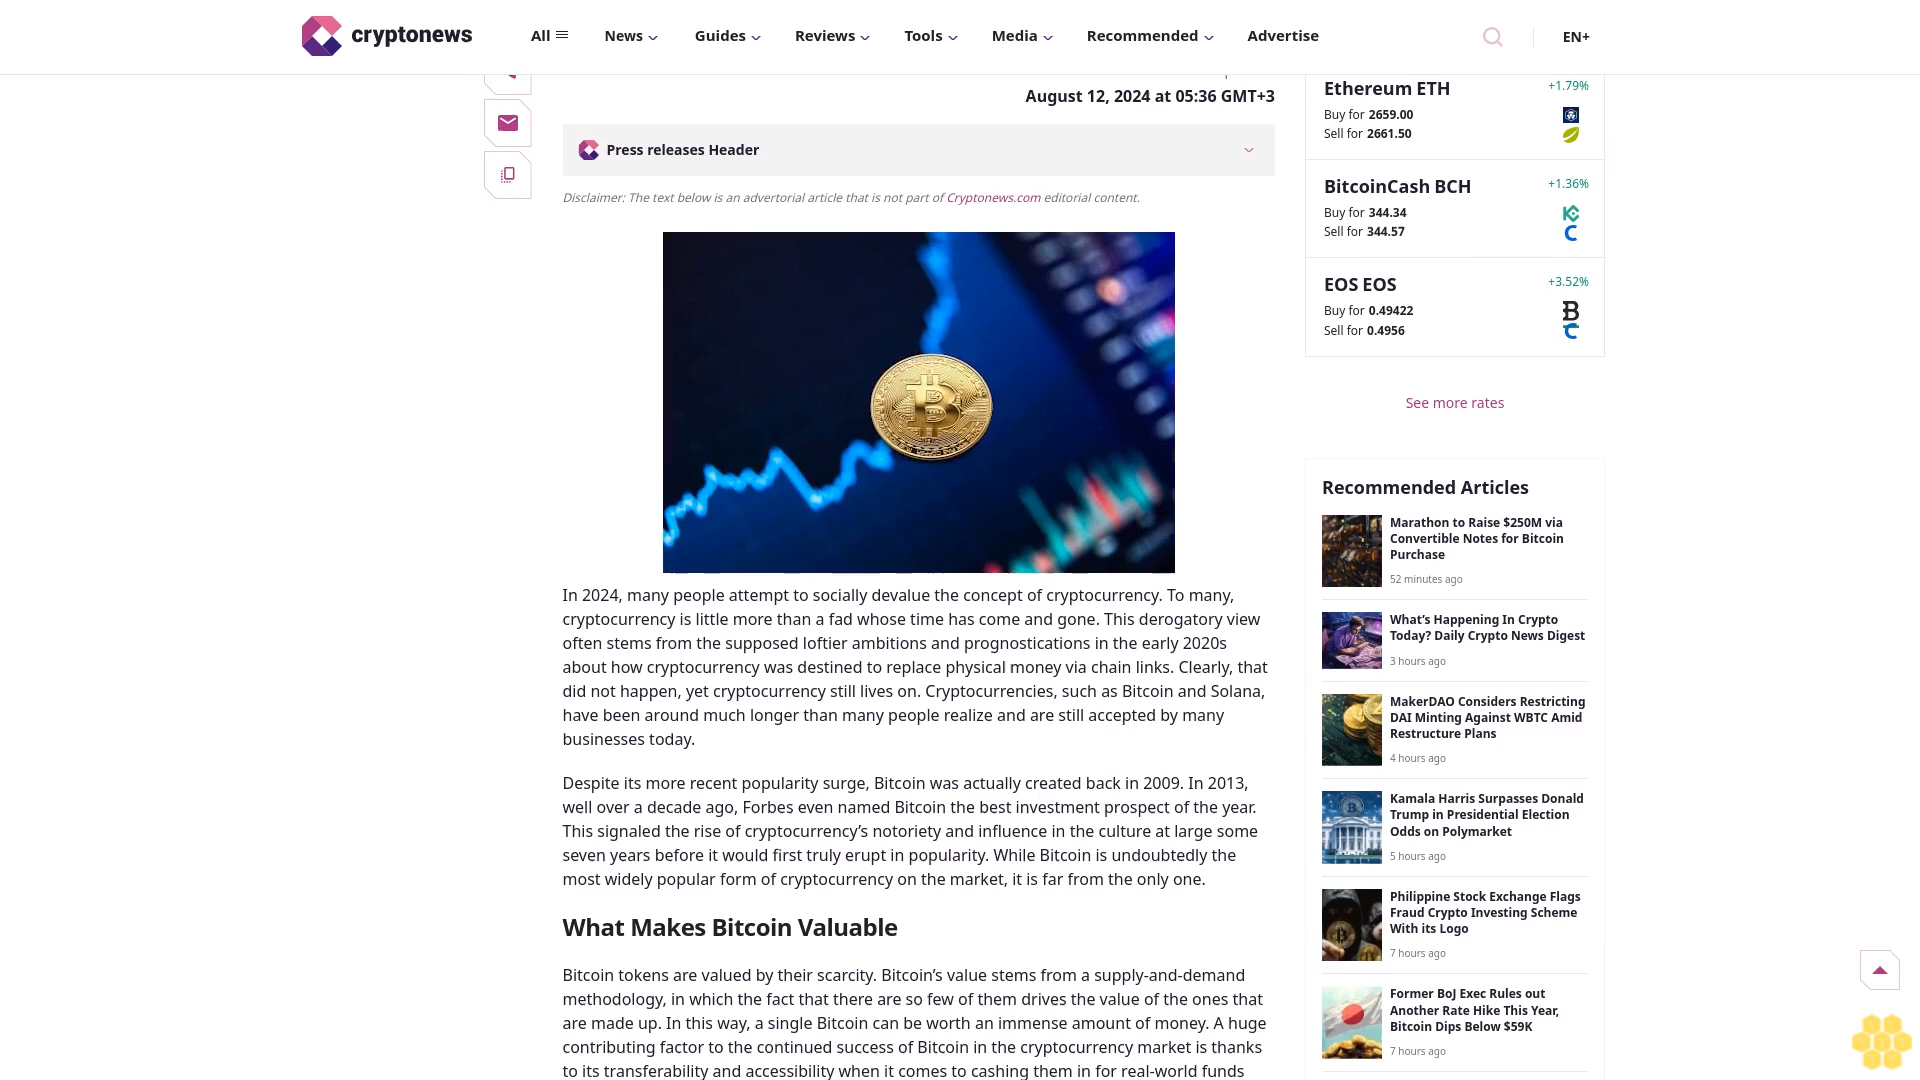 cryptonews
All
News
Guides
Reviews
Tools
Media
Recommended
Advertise
EN+
August 12, 2024 at 05:36 GMT+3
Press releases Header
Disclaimer: The text below is an advertorial article that is not part of Cryptonews.com editorial content.
In 2024, many people attempt to socially devalue the concept of cryptocurrency. To many,
cryptocurrency is little more than a fad whose time has come and gone. This derogatory view
often stems from the supposed loftier ambitions and prognostications in the early 2020s
about how cryptocurrency was destined to replace physical money via chain links. Clearly, that
did not happen, yet cryptocurrency still lives on. Cryptocurrencies, such as Bitcoin and Solana,
have been around much longer than many people realize and are still accepted by many
businesses today.
Despite its more recent popularity surge, Bitcoin was actually created back in 2009. In 2013,
well over a decade ago, Forbes even named Bitcoin the best investment prospect of the year.
This signaled the rise of cryptocurrency’s notoriety and influence in the culture at large some
seven years before it would first truly erupt in popularity. While Bitcoin is undoubtedly the
most widely popular form of cryptocurrency on the market, it is far from the only one.
What Makes Bitcoin Valuable
Bitcoin tokens are valued by their scarcity. Bitcoin’s value stems from a supply-and-demand
methodology, in which the fact that there are so few of them drives the value of the ones that
are made up. In this way, a single Bitcoin can be worth an immense amount of money. A huge
contributing factor to the continued success of Bitcoin in the cryptocurrency market is thanks
to its transferability and accessibility when it comes to cashing them in for real-world funds
Ethereum ETH
+1.79%
Buy for 2659.00
Sell for 2661.50
BitcoinCash BCH
+1.36%
Buy for 344.34
Sell for 344.57
EOS EOS
+3.52%
Buy for 0.49422
Sell for 0.4956
See more rates
Recommended Articles
Marathon to Raise $250M via
Convertible Notes for Bitcoin
Purchase
52 minutes ago
What’s Happening In Crypto
Today? Daily Crypto News Digest
3 hours ago
MakerDAO Considers Restricting
DAI Minting Against WBTC Amid
Restructure Plans
4 hours ago
Kamala Harris Surpasses Donald
Trump in Presidential Election
Odds on Polymarket
5 hours ago
Philippine Stock Exchange Flags
Fraud Crypto Investing Scheme
With its Logo
7 hours ago
Former BoJ Exec Rules out
Another Rate Hike This Year,
Bitcoin Dips Below $59K
7 hours ago